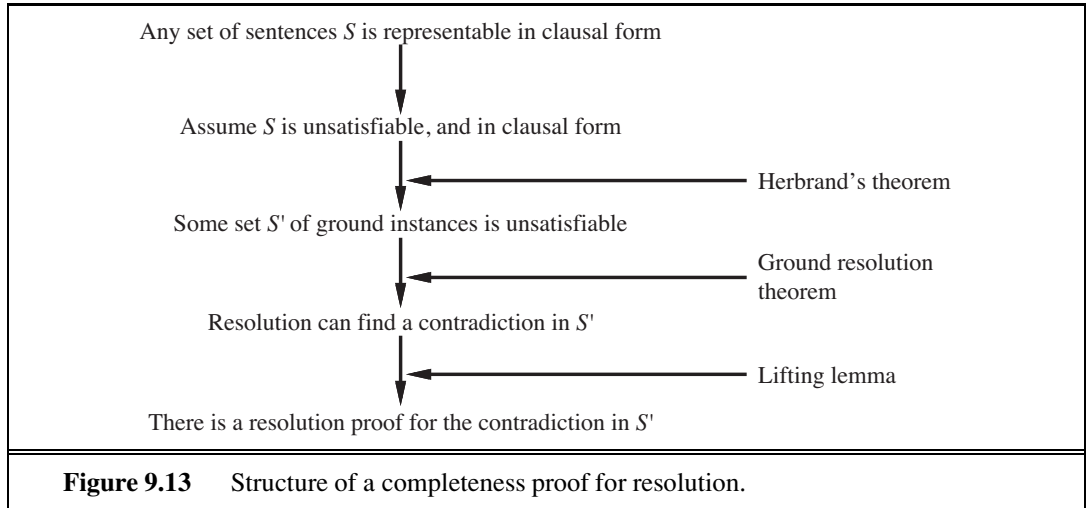 Any set of sentences S is representable in clausal form
Assume S is unsatisfiable, and in clausal form
Herbrand's theorem
Some set S' of ground instances is unsatisfiable
Ground resolution
theorem
Resolution can find a contradiction in S'
Lifting lemma
There is a resolution proof for the contradiction in S'
Figure 9.13 Structure of a completeness proof for resolution.